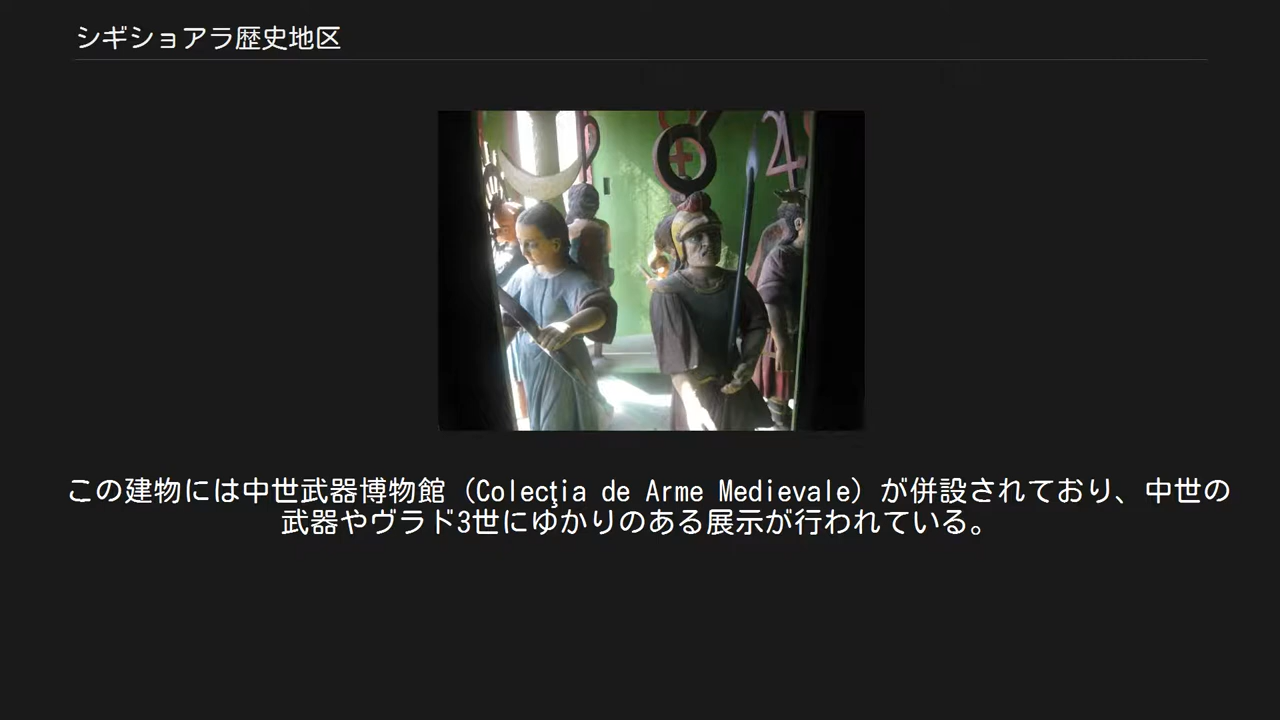 シギショアラ歴史地区
この建物には中世武器博物館（Colecţia de Arme Medievale）が併設されており、中世の
武器やヴラド3世にゆかりのある展示が行われている。